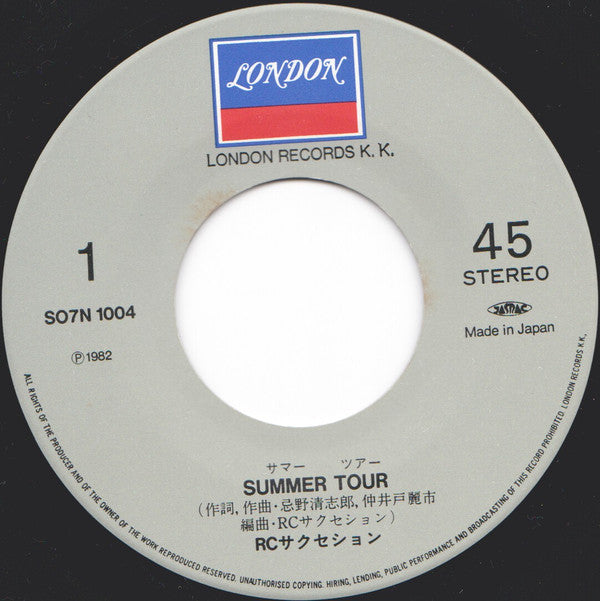 LONDON
LONDON RECORDS K. K.
1
SO7N 1004
Ⓟ1982
45
STEREO
JASRAC
Made in Japan
サマー ツアー
SUMMER TOUR
(作詞,作曲・忌野清志郎,仲井戸麗市
編曲・RCサクセション)
RCサクセション
ALL RIGHTS OF THE PRODUCER AND OF THE OWNER OF THE WORK REPRODUCED RESERVED. UNAUTHORISED COPYING, HIRING, LENDING, PUBLIC PERFORMANCE AND BROADCASTING OF THIS RECORD PROHIBITED. LONDON RECORDS K.K.